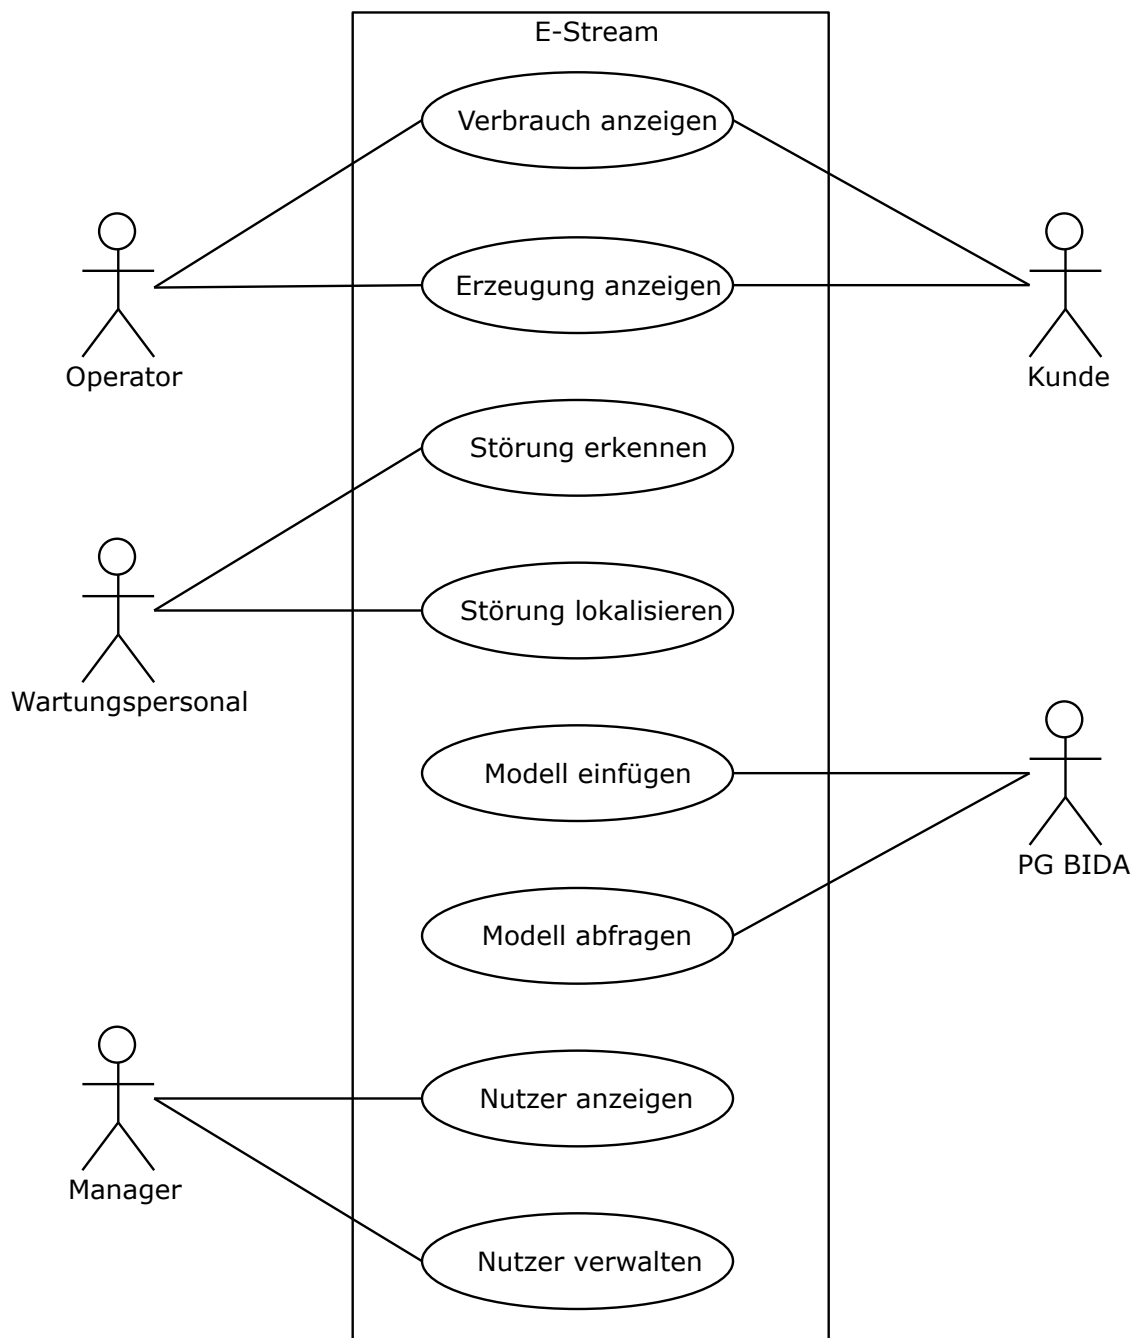 E-Stream
Verbrauch anzeigen
Erzeugung anzeigen
Operator
Kunde
Störung erkennen
Störung lokalisieren
Wartungspersonal
Modell einfügen
PG BIDA
Modell abfragen
Nutzer anzeigen
Manager
Nutzer verwalten